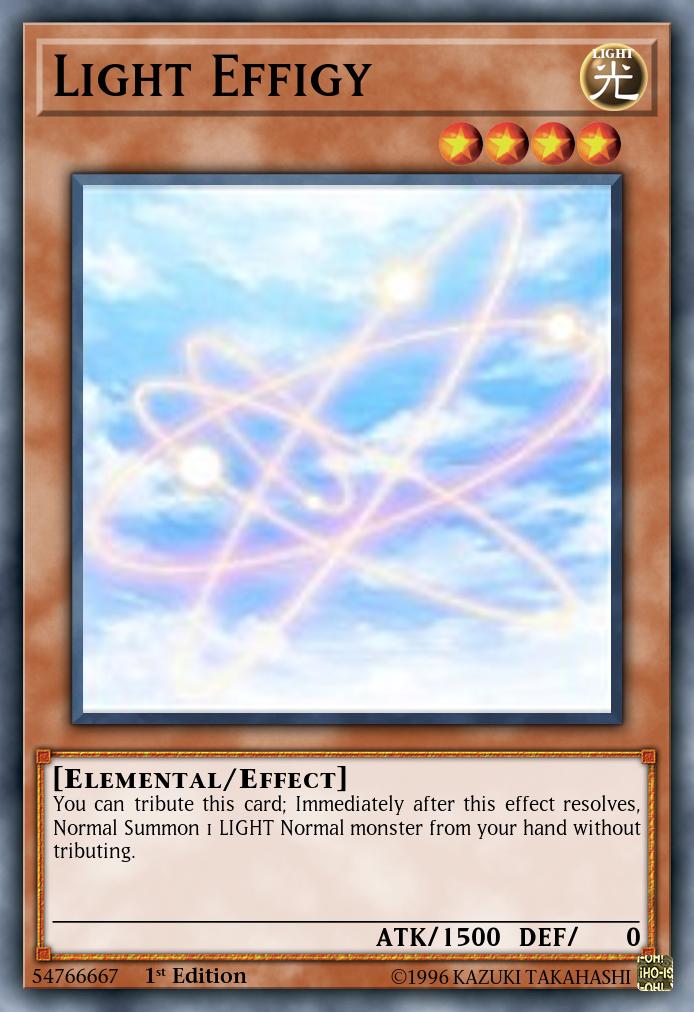 Light Effigy
LIGHT
光
[Elemental/Effect]
You can tribute this card; Immediately after this effect resolves,
Normal Summon 1 LIGHT Normal monster from your hand without
tributing.
ATK/1500 DEF/ 0
54766667 1st Edition ©1996 KAZUKI TAKAHASHI